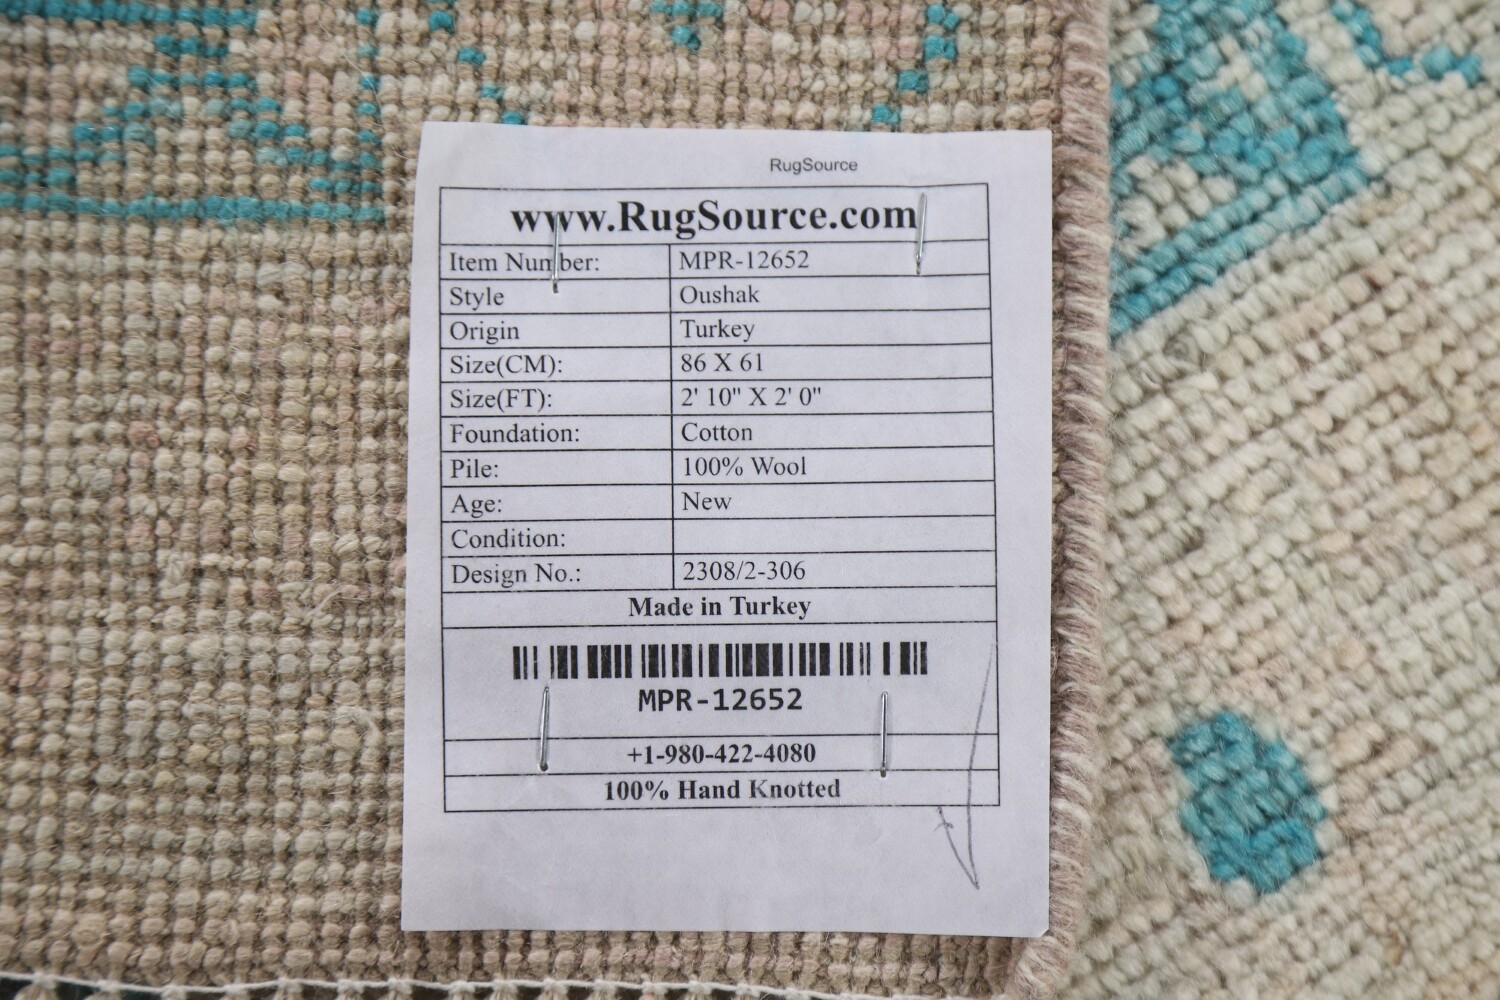 RugSource
www.RugSource.com
Item Number: MPR-12652
Style Oushak
Origin Turkey
Size(CM): 86 X 61
Size(FT): 2' 10" X 2' 0"
Foundation: Cotton
Pile: 100% Wool
Age: New
Condition:
Design No.: 2308/2-306
Made in Turkey
MPR-12652
+1-980-422-4080
100% Hand Knotted